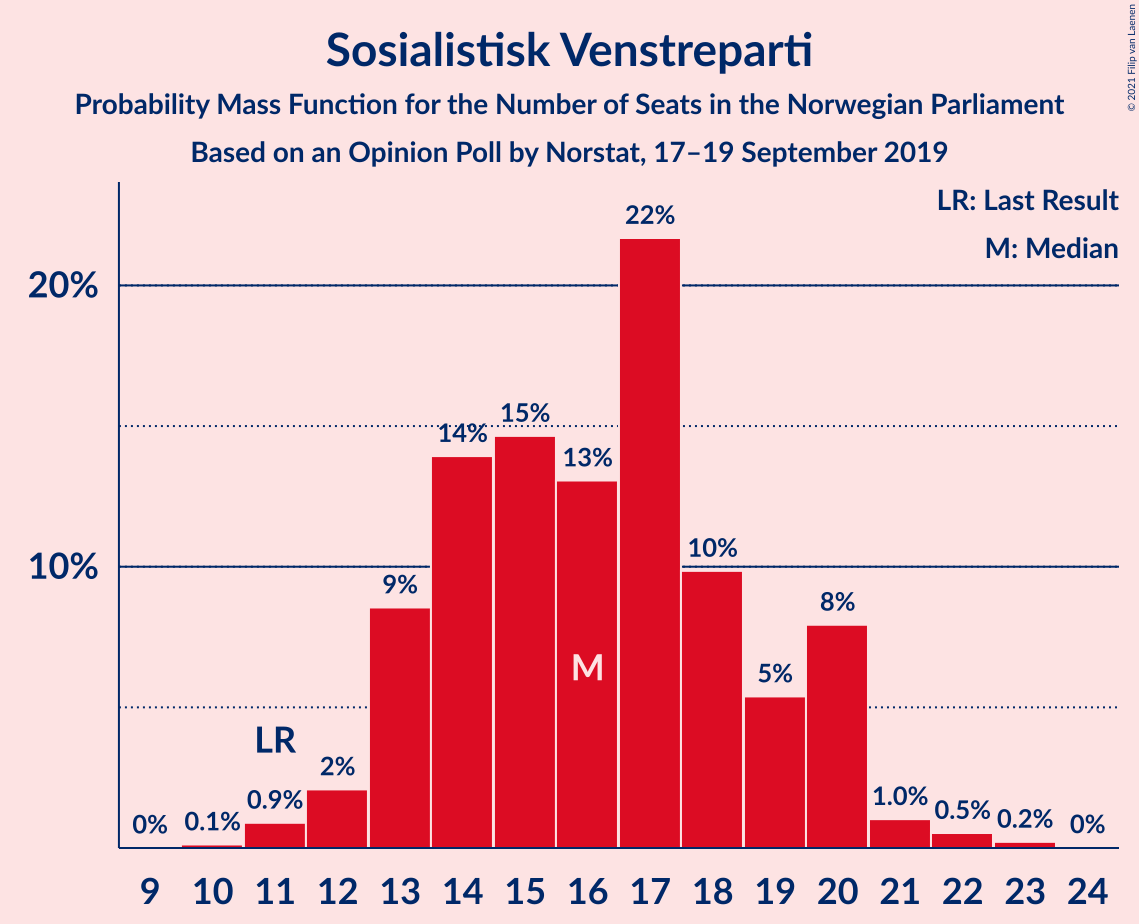 Sosialistisk Venstreparti
Probability Mass Function for the Number of Seats in the Norwegian Parliament
Based on an Opinion Poll by Norstat, 17–19 September 2019
© 2021 Filip van Laenen
LR: Last Result
M: Median
20%
10%
0%
0.1%
0.9%
LR
2%
9%
14%
15%
13%
M
22%
10%
5%
8%
1.0%
0.5%
0.2%
0%
9 10 11 12 13 14 15 16 17 18 19 20 21 22 23 24